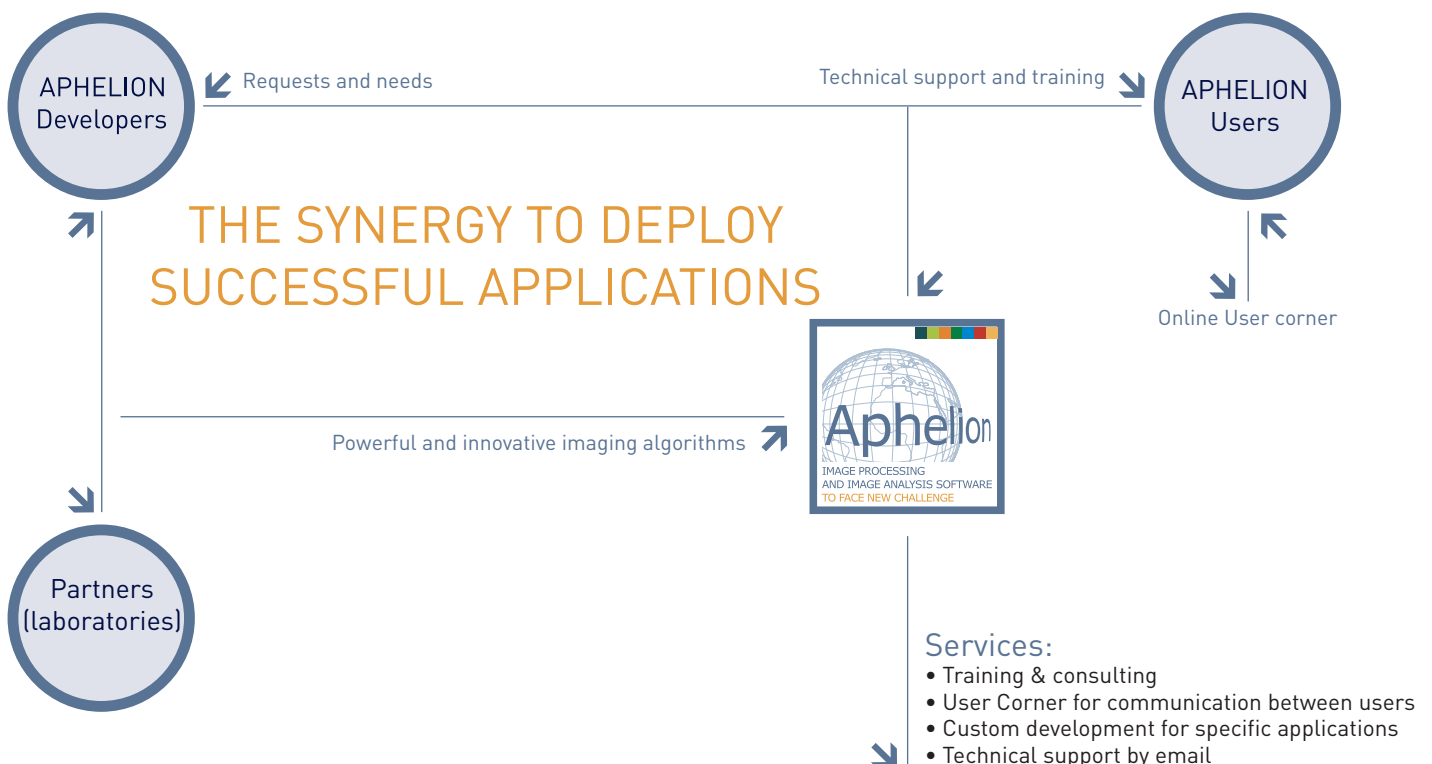 APHELION
Developers
Requests and needs
Technical support and training
APHELION
Users
THE SYNERGY TO DEPLOY
SUCCESSFUL APPLICATIONS
Online User corner
Powerful and innovative imaging algorithms
Aphelion
IMAGE PROCESSING
AND IMAGE ANALYSIS SOFTWARE
TO FACE NEW CHALLENGE
Partners
(laboratories)
Services:
• Training & consulting
• User Corner for communication between users
• Custom development for specific applications
• Technical support by email